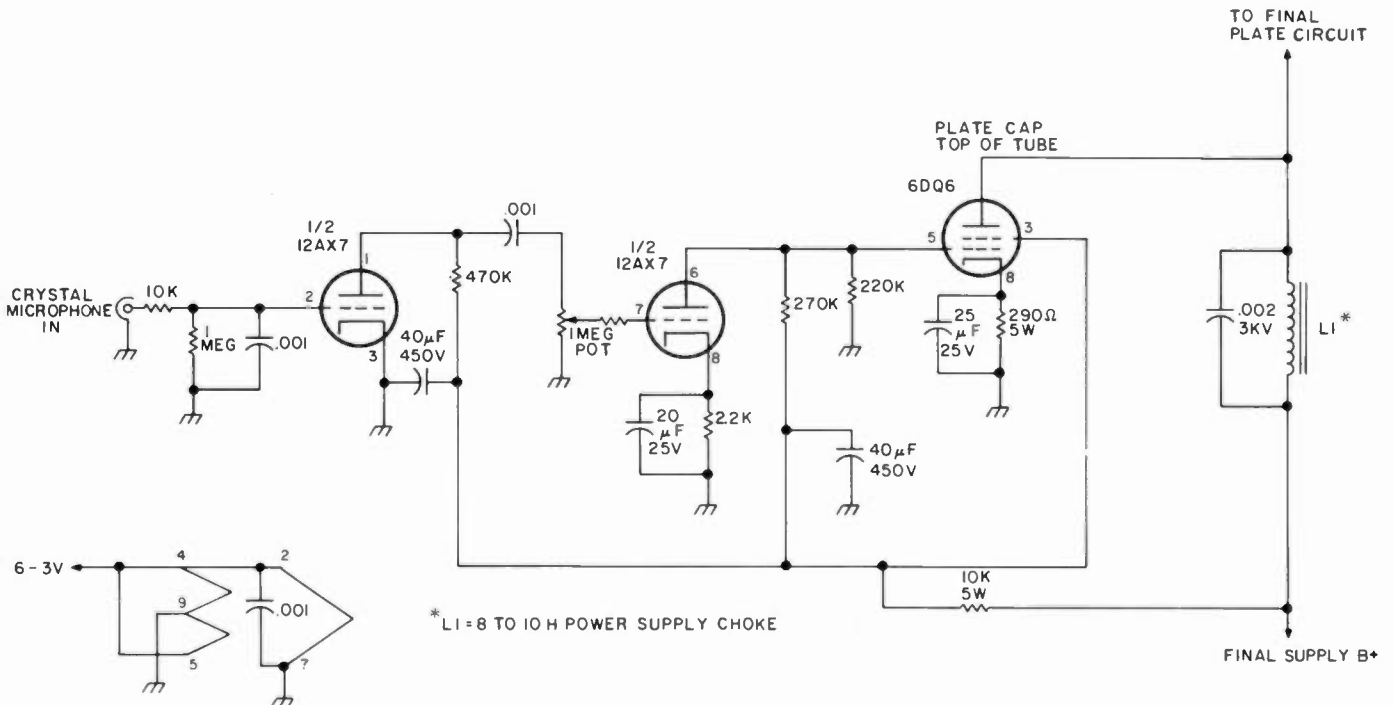 TO FINAL
PLATE CIRCUIT
PLATE CAP
TOP OF TUBE
6DQ6
5
3
8
1/2
12AX7
1
2
3
.001
470K
1/2
12AX7
6
7
8
270K
220K
25
µF
25V
290Ω
5W
.002
3KV
L1*
CRYSTAL
MICROPHONE
IN
10K
1
MEG
.001
40µF
450V
1 MEG
POT
20
µF
25V
2.2K
40µF
450V
6-3V
4
9
5
2
7
.001
10K
5W
*L1=8 TO 10 H POWER SUPPLY CHOKE
FINAL SUPPLY B+